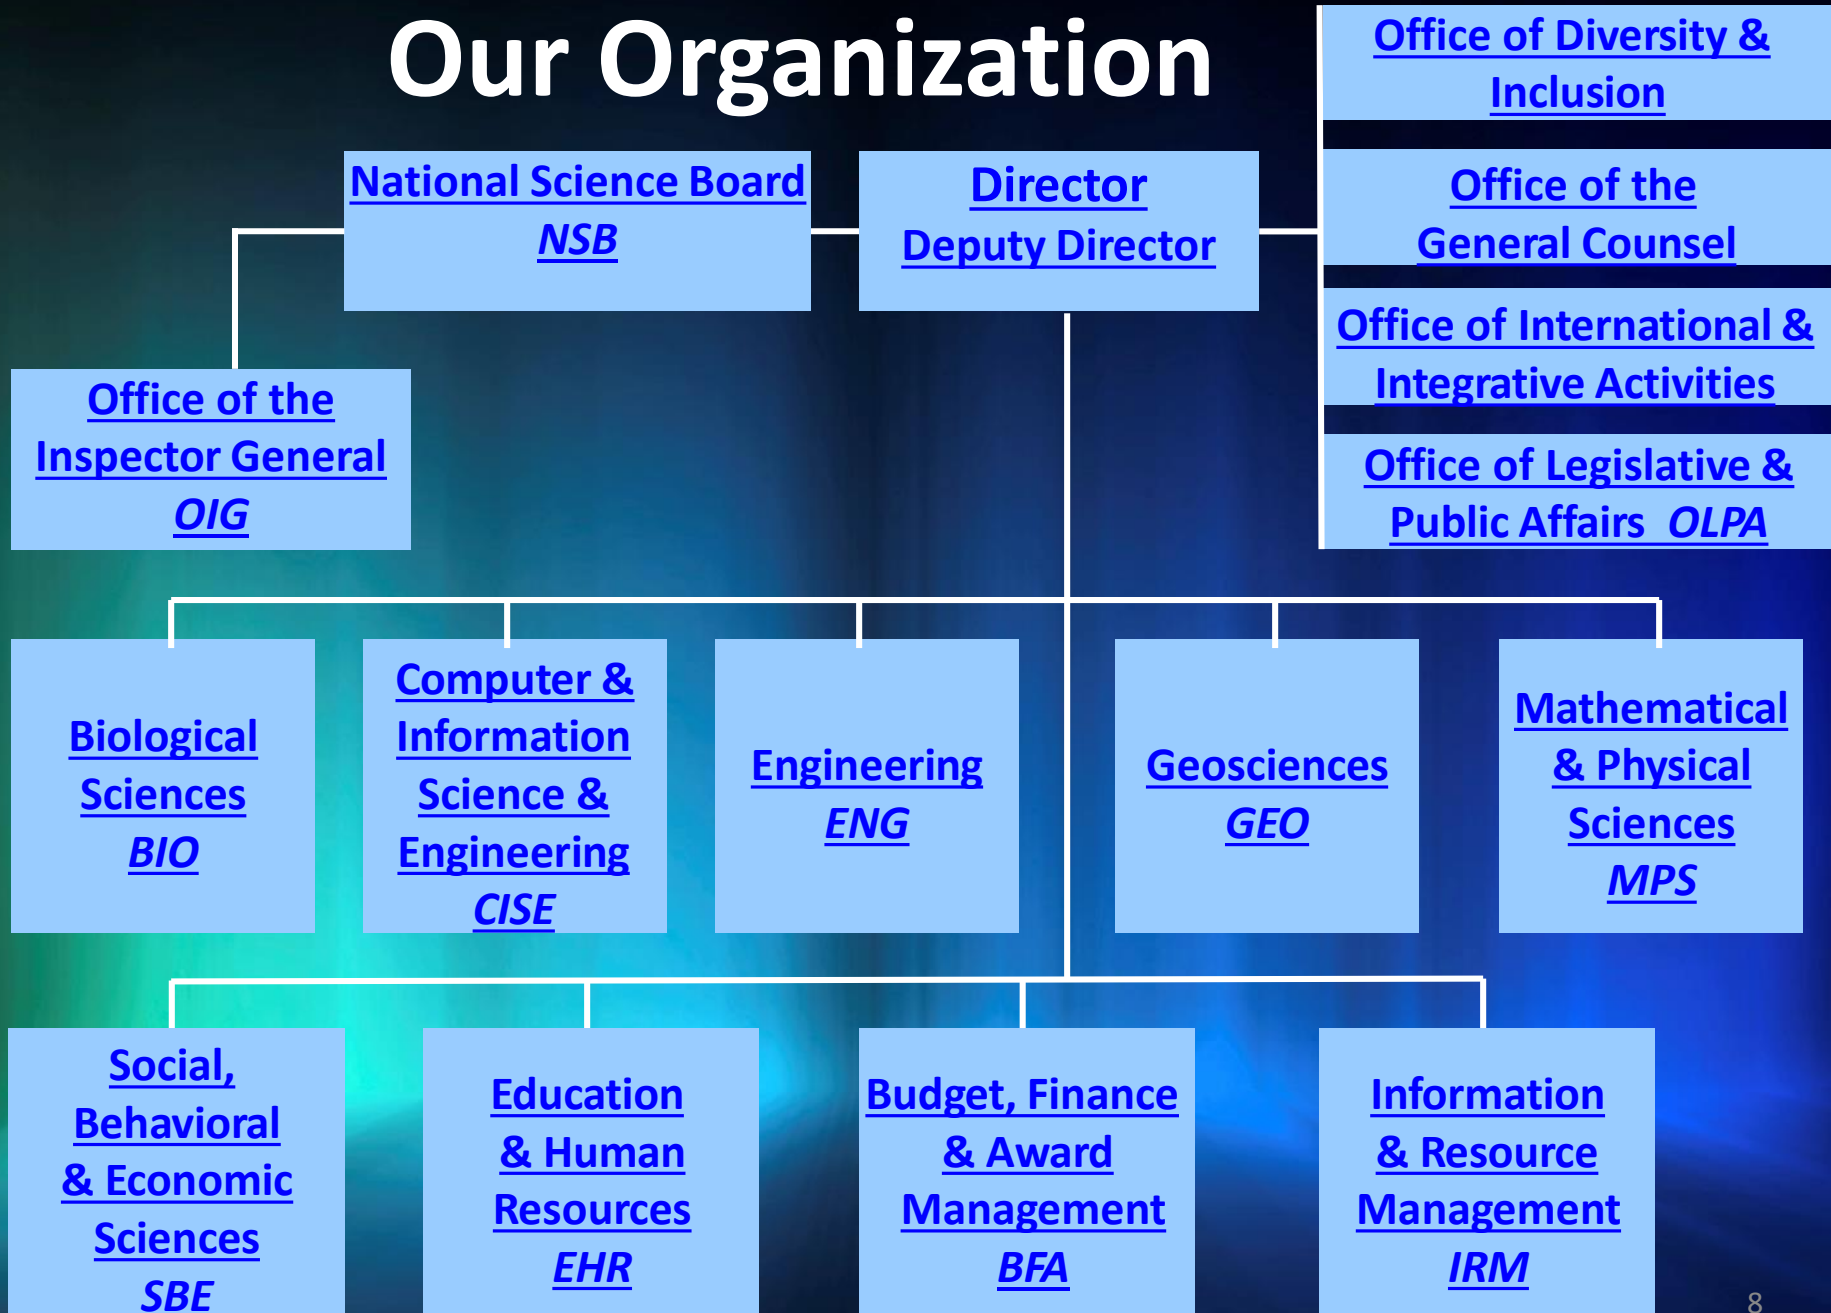 Our Organization
Office of Diversity &
Inclusion
National Science Board
NSB
Director
Deputy Director
Office of the
General Counsel
Office of International &
Integrative Activities
Office of the
Inspector General
OIG
Office of Legislative &
Public Affairs OLPA
Biological
Sciences
BIO
Computer &
Information
Science &
Engineering
CISE
Engineering
ENG
Geosciences
GEO
Mathematical
& Physical
Sciences
MPS
Social,
Behavioral
& Economic
Sciences
SBE
Education
& Human
Resources
EHR
Budget, Finance
& Award
Management
BFA
Information
& Resource
Management
IRM
8